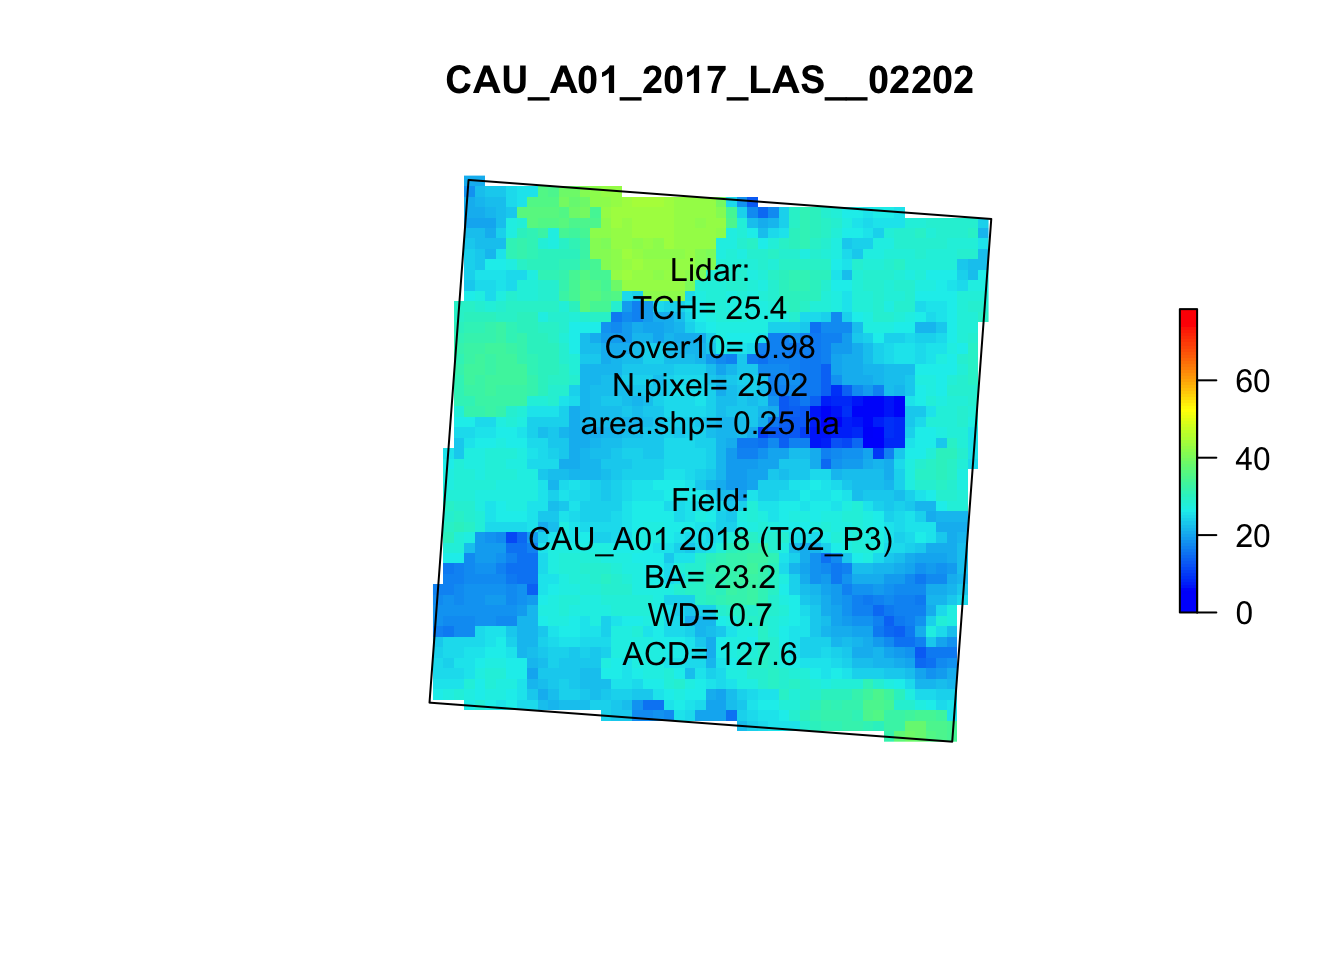 CAU_A01_2017_LAS__02202
Lidar:
TCH= 25.4
Cover10= 0.98
N.pixel= 2502
area.shp= 0.25 ha
Field:
CAU_A01 2018 (T02_P3)
BA= 23.2
WD= 0.7
ACD= 127.6
60
40
20
0